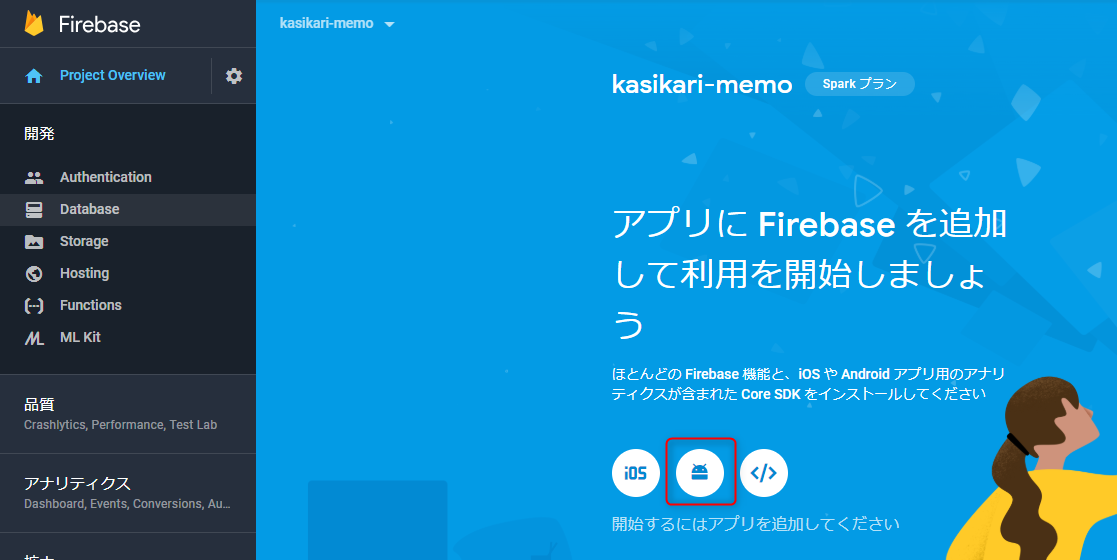 Firebase
kasikari-memo
Project Overview
kasikari-memo
Spark プラン
開発
Authentication
Database
Storage
Hosting
Functions
ML Kit
アプリに Firebase を追加
して利用を開始しましょ
う
ほとんどの Firebase 機能と、iOS や Android アプリ用のアナリ
ティクスが含まれた Core SDK をインストールしてください
品質
Crashlytics, Performance, Test Lab
iOS
アナリティクス
Dashboard, Events, Conversions, Au...
開始するにはアプリを追加してください